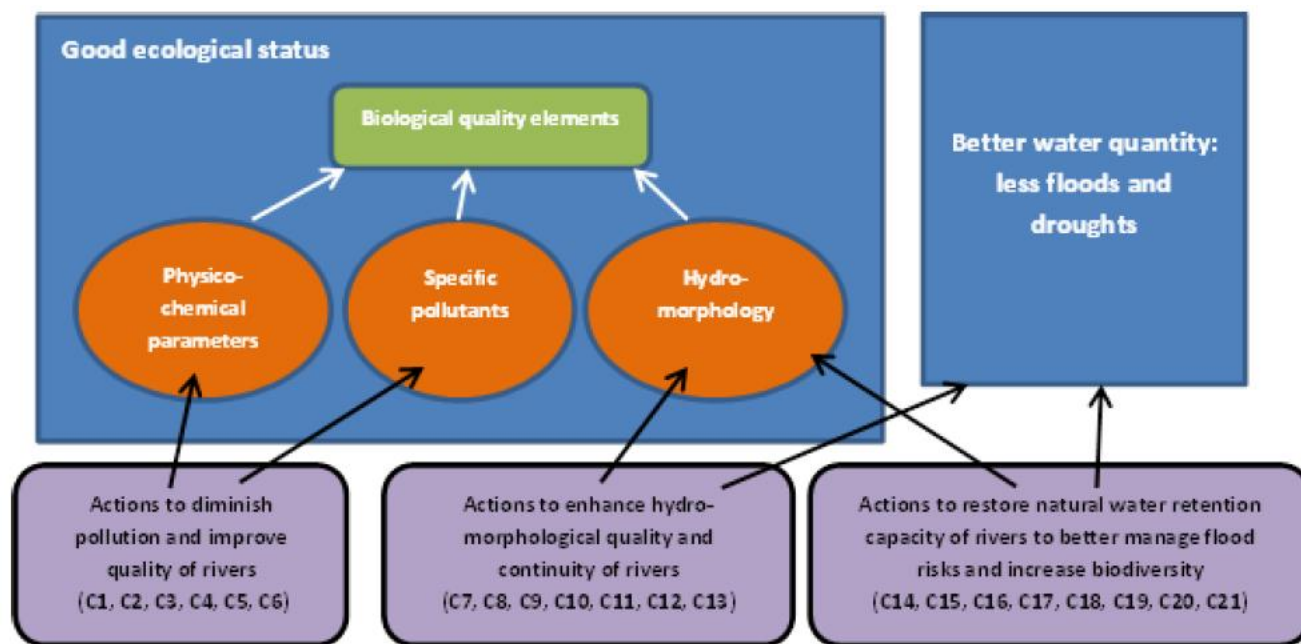 Good ecological status
Biological quality elements
Physico-
chemical
parameters
Specific
pollutants
Hydro-
morphology
Better water quantity:
less floods and
droughts
Actions to diminish
pollution and improve
quality of rivers
(C1, C2, C3, C4, C5, C6)
Actions to enhance hydro-
morphological quality and
continuity of rivers
(C7, C8, C9, C10, C11, C12, C13)
Actions to restore natural water retention
capacity of rivers to better manage flood
risks and increase biodiversity
(C14, C15, C16, C17, C18, C19, C20, C21)